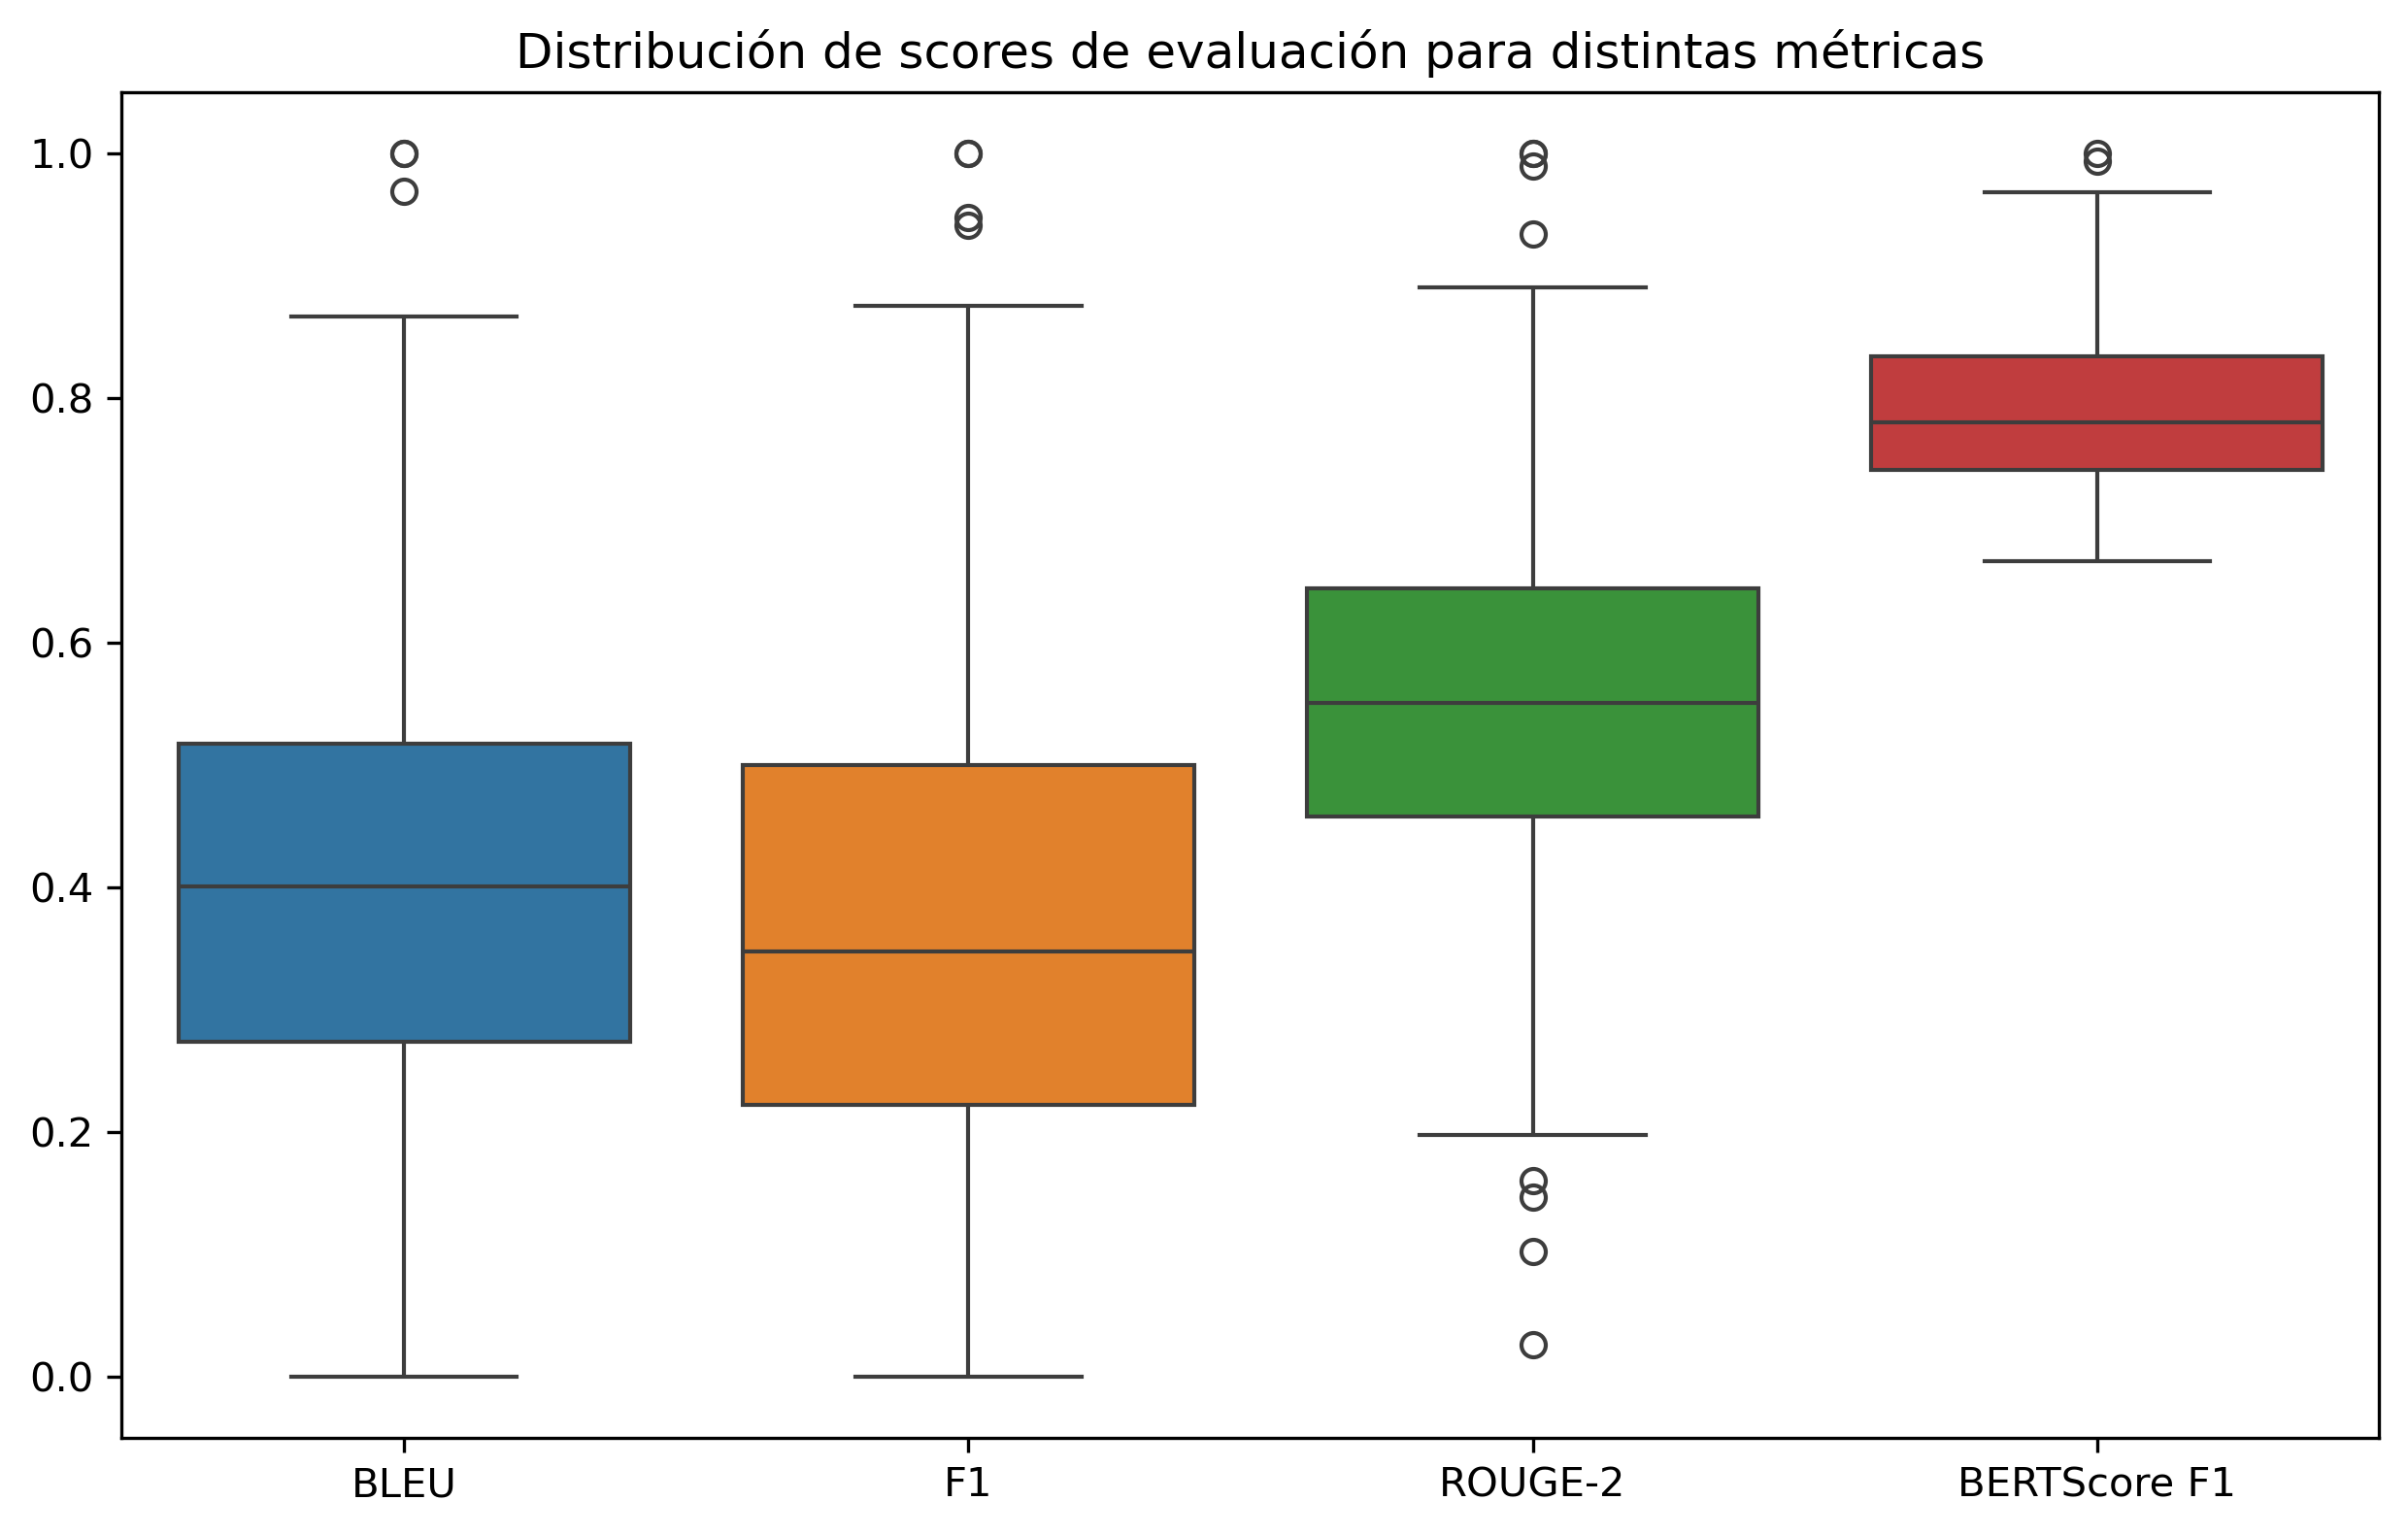 Distribución de scores de evaluación para distintas métricas
1.0
0.8
0.6
0.4
0.2
0.0
BLEU
F1
ROUGE-2
BERTScore F1